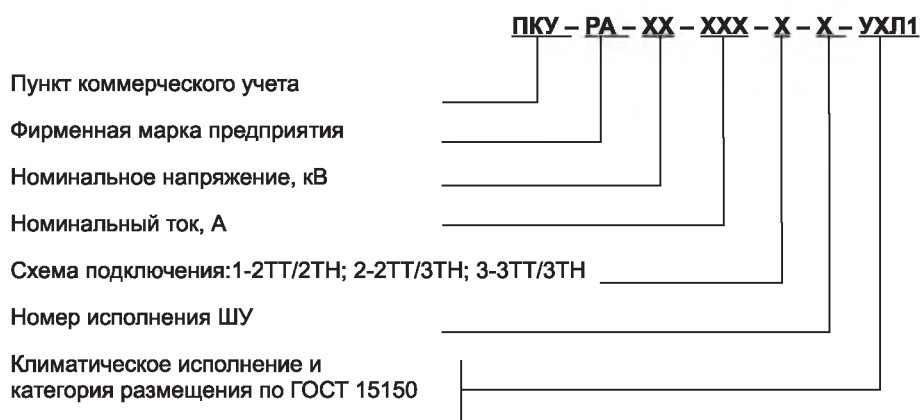 ПКУ – РА – ХХ – ХХХ – Х – Х – УХЛ1
Пункт коммерческого учета
Фирменная марка предприятия
Номинальное напряжение, кВ
Номинальный ток, А
Схема подключения:1-2ТТ/2ТН; 2-2ТТ/3ТН; 3-3ТТ/3ТН
Номер исполнения ШУ
Климатическое исполнение и
категория размещения по ГОСТ 15150